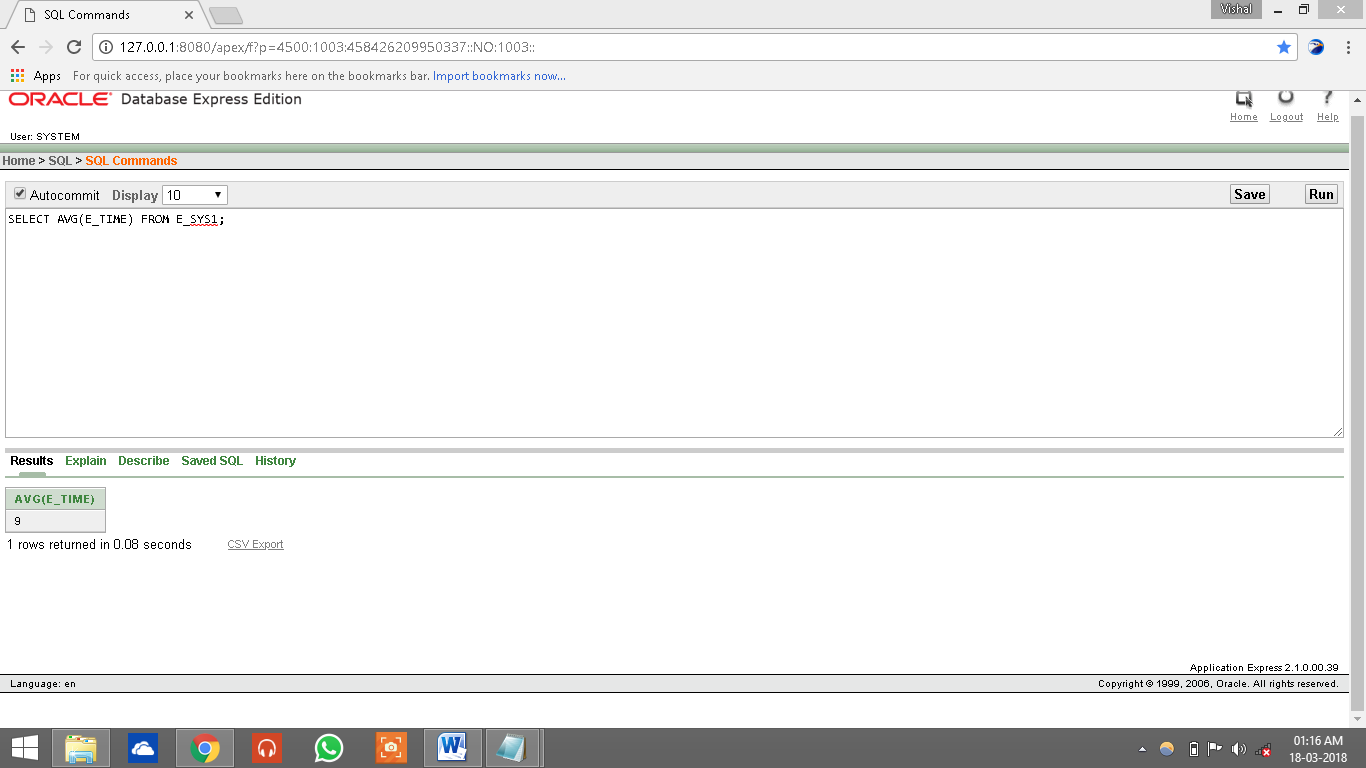 SQL Commands
Vishal
127.0.0.1:8080/apex/f?p=4500:1003:458426209950337::NO:1003::
Apps For quick access, place your bookmarks here on the bookmarks bar. Import bookmarks now...
ORACLE Database Express Edition
Home Logout Help
User: SYSTEM
Home > SQL > SQL Commands
Autocommit Display 10 Save Run
SELECT AVG(E_TIME) FROM E_SYS1;
Results Explain Describe Saved SQL History
AVG(E_TIME)
9
1 rows returned in 0.08 seconds CSV Export
Application Express 2.1.0.00.39
Language: en Copyright © 1999, 2006, Oracle. All rights reserved.
01:16 AM
18-03-2018